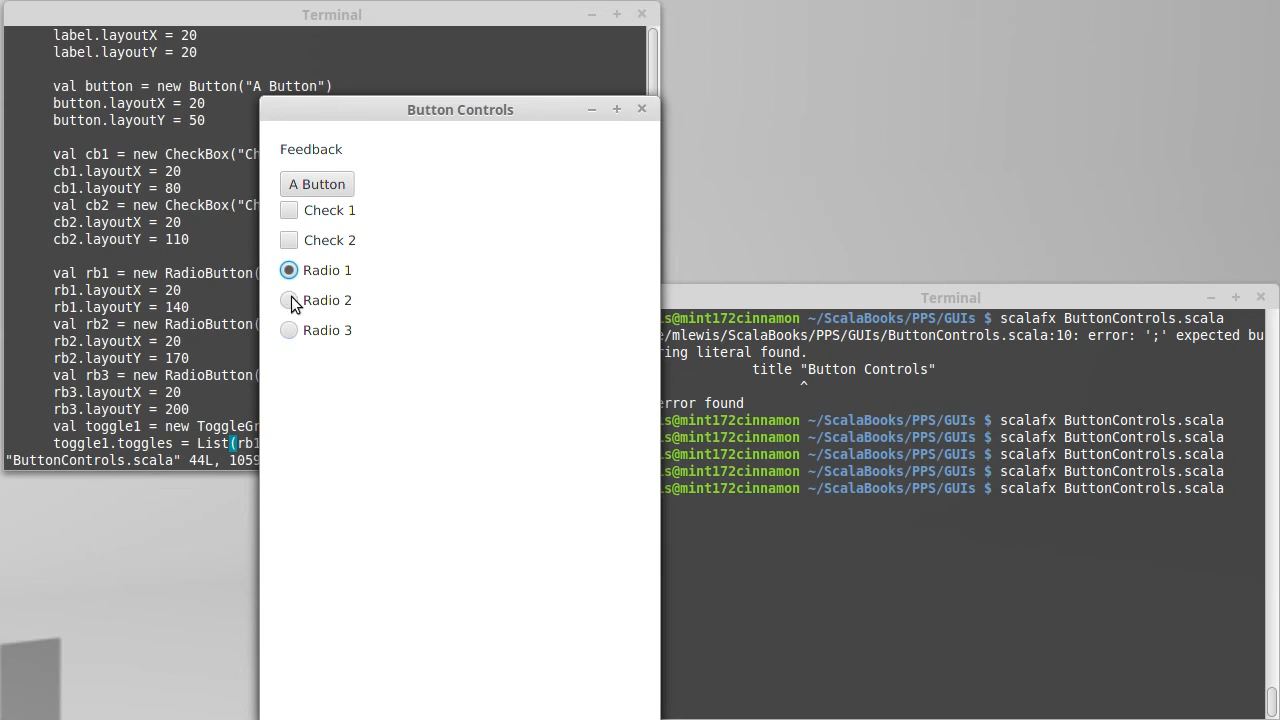 Terminal
label.layoutX = 20
label.layoutY = 20
val button = new Button("A Button")
button.layoutX = 20
button.layoutY = 50
val cb1 = new CheckBox("Ch
cb1.layoutX = 20
cb1.layoutY = 80
val cb2 = new CheckBox("Ch
cb2.layoutX = 20
cb2.layoutY = 110
val rb1 = new RadioButton(
rb1.layoutX = 20
rb1.layoutY = 140
val rb2 = new RadioButton(
rb2.layoutX = 20
rb2.layoutY = 170
val rb3 = new RadioButton(
rb3.layoutX = 20
rb3.layoutY = 200
val toggle1 = new ToggleGr
toggle1.toggles = List(rb1
"ButtonControls.scala" 44L, 1059
Button Controls
Feedback
A Button
Check 1
Check 2
Radio 1
Radio 2
Radio 3
Terminal
is@mint172cinnamon ~/ScalaBooks/PPS/GUIs $ scalafx ButtonControls.scala
e/mlewis/ScalaBooks/PPS/GUIs/ButtonControls.scala:10: error: ';' expected bu
ring literal found.
title "Button Controls"
^
error found
is@mint172cinnamon ~/ScalaBooks/PPS/GUIs $ scalafx ButtonControls.scala
is@mint172cinnamon ~/ScalaBooks/PPS/GUIs $ scalafx ButtonControls.scala
is@mint172cinnamon ~/ScalaBooks/PPS/GUIs $ scalafx ButtonControls.scala
is@mint172cinnamon ~/ScalaBooks/PPS/GUIs $ scalafx ButtonControls.scala
is@mint172cinnamon ~/ScalaBooks/PPS/GUIs $ scalafx ButtonControls.scala